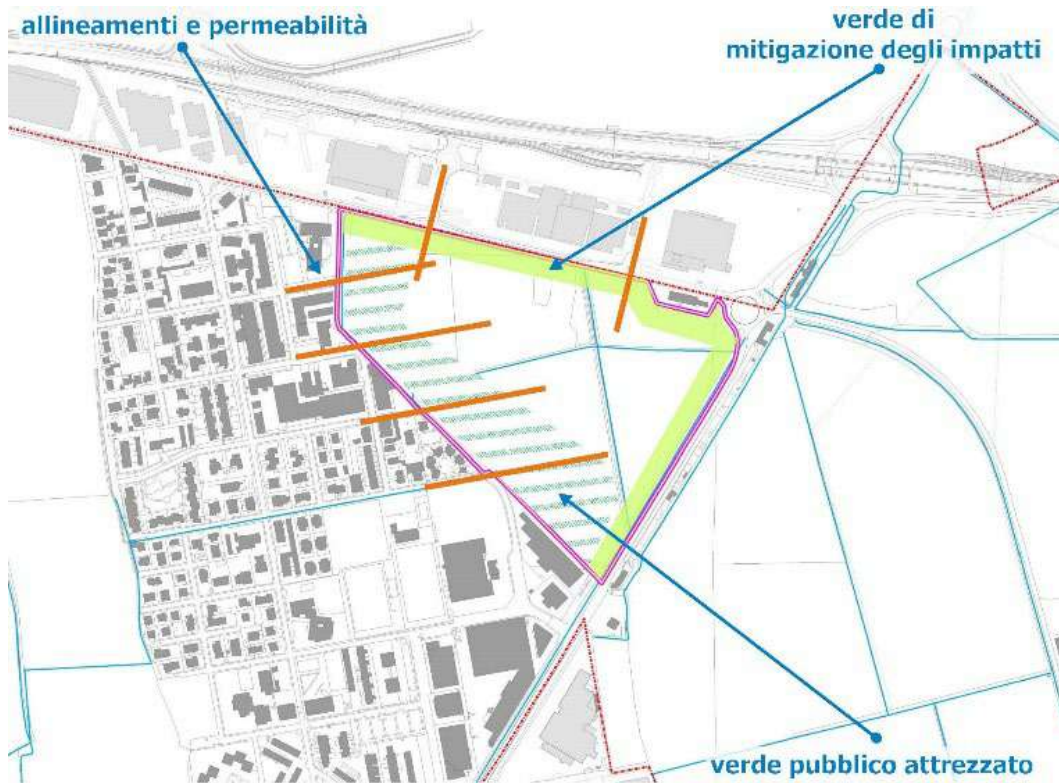 allineamenti e permeabilità
verde di
mitigazione degli impatti
verde pubblico attrezzato